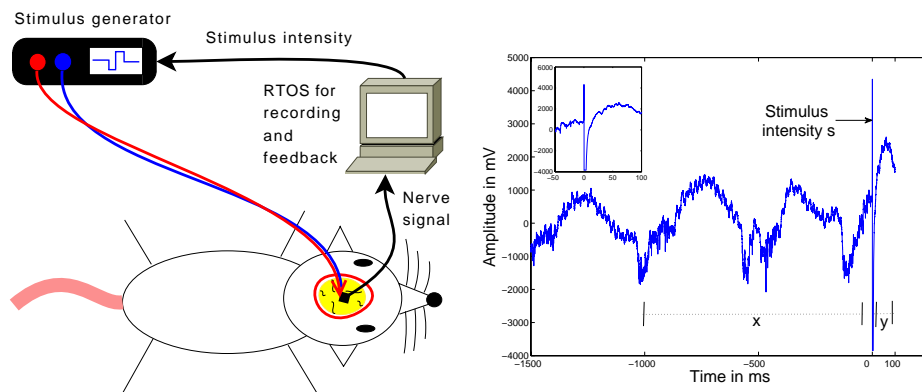 Stimulus generator
Stimulus intensity
RTOS for
recording
and
feedback
Nerve
signal
Amplitude in mV
5000
4000
3000
2000
1000
0
−1000
−2000
−3000
−4000
6000
4000
2000
0
−2000
−4000
−50
0
50
100
Stimulus
intensity s
x
y
−1500
−1000
−500
0
100
Time in ms